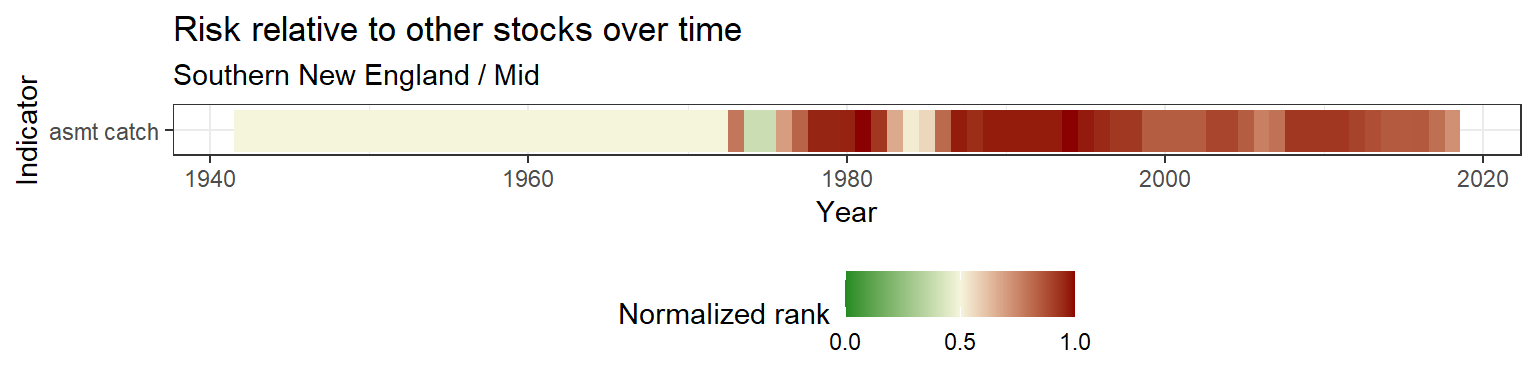 Risk relative to other stocks over time
Southern New England / Mid
Indicator
asmt catch
1940 1960 1980 2000 2020
Year
Normalized rank
0.0 0.5 1.0